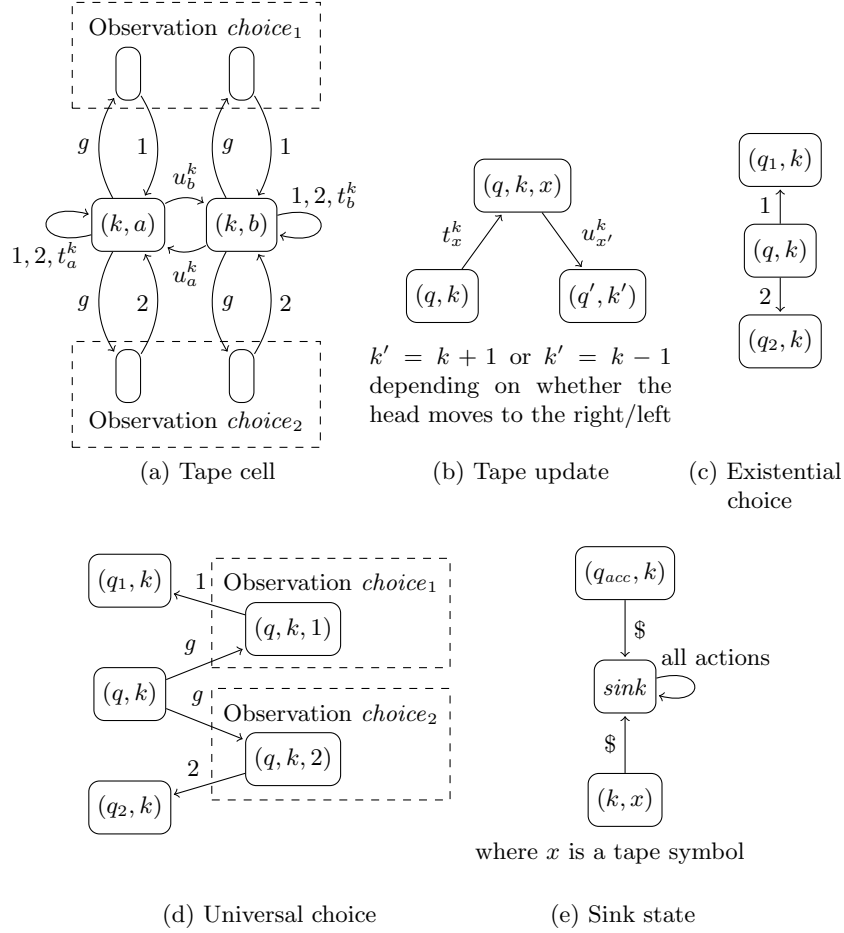 Observation choice₁
g
1
g
1
u_b^k
(k, a)
(k, b)
1, 2, t_b^k
1, 2, t_a^k
u_a^k
g
2
g
2
Observation choice₂
(a) Tape cell
(q, k, x)
t_x^k
u_{x'}^k
(q, k)
(q', k')
k' = k + 1 or k' = k − 1
depending on whether the
head moves to the right/left
(b) Tape update
(q₁, k)
1
(q, k)
2
(q₂, k)
(c) Existential
choice
(q₁, k)
1
Observation choice₁
(q, k, 1)
g
(q, k)
g
Observation choice₂
(q, k, 2)
2
(q₂, k)
(d) Universal choice
(q_{acc}, k)
$
all actions
sink
$
(k, x)
where x is a tape symbol
(e) Sink state